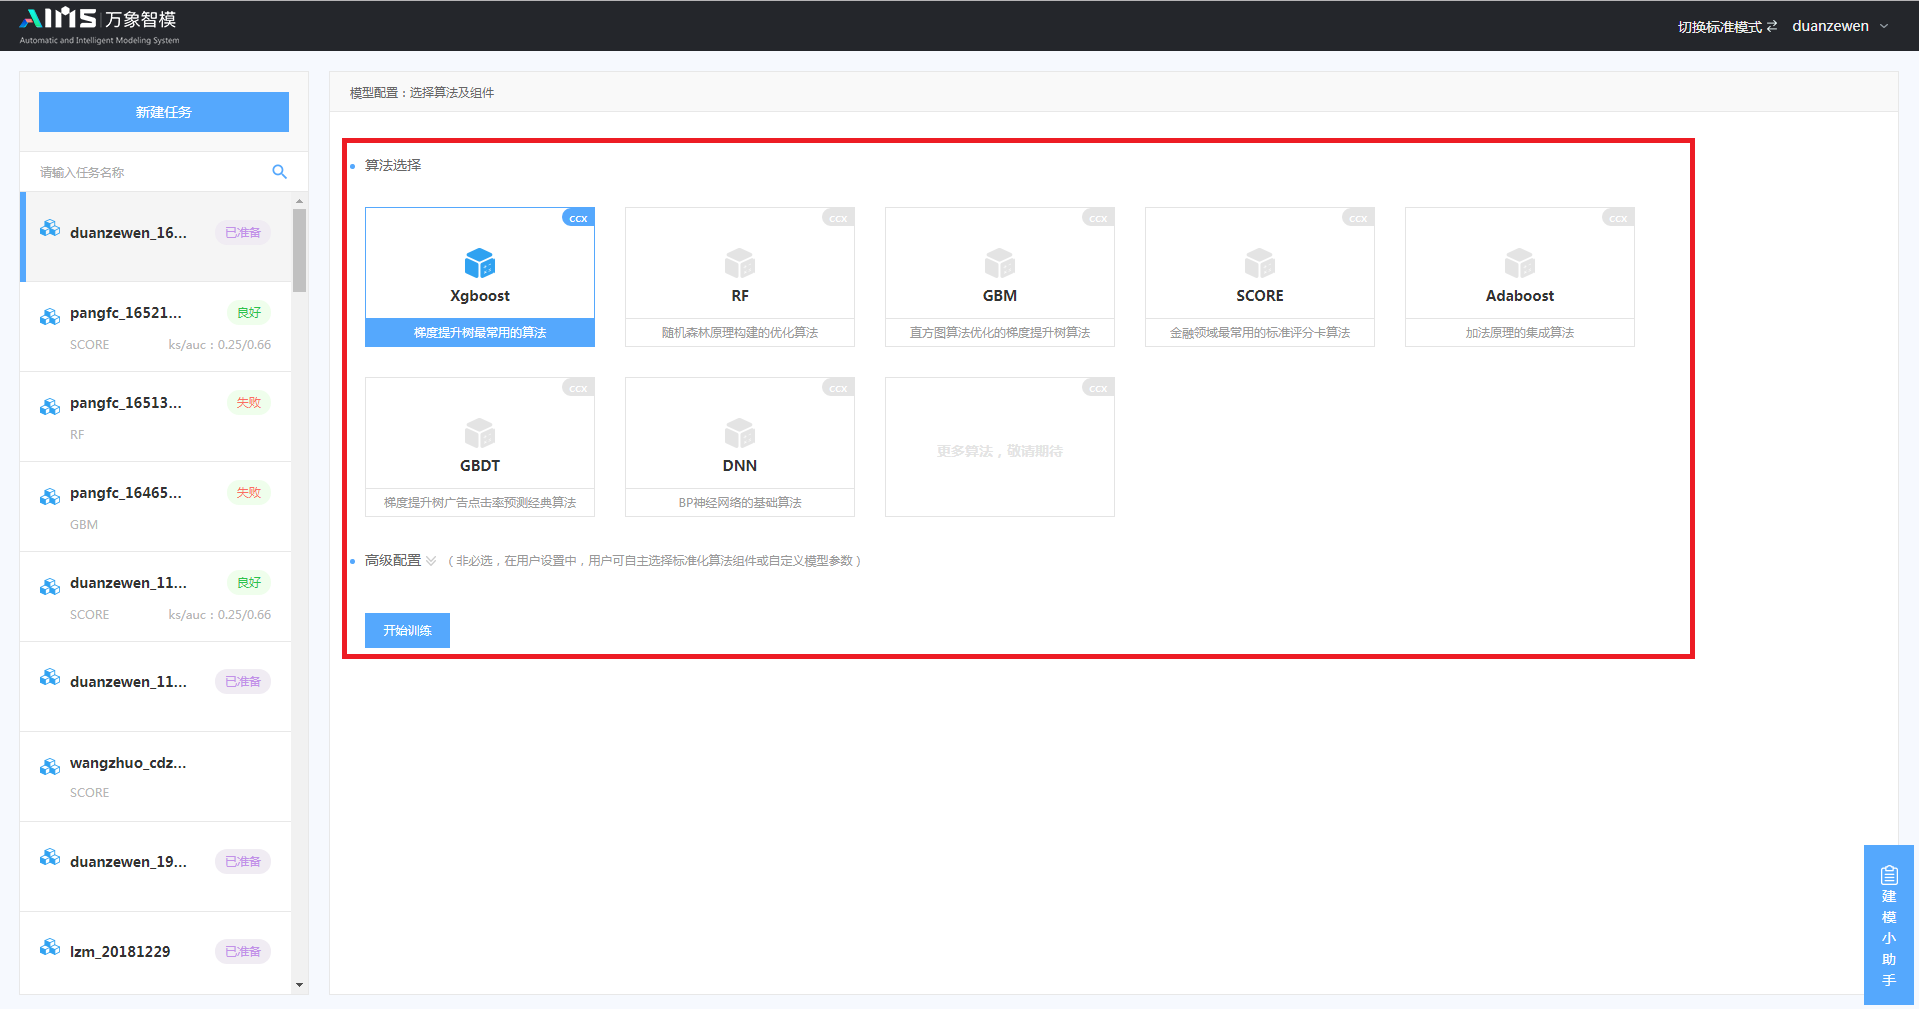 AIMS 万象智模
Automatic and Intelligent Modeling System
切换标准模式
duanzewen
新建任务
请输入任务名称
duanzewen_16...
已准备
pangfc_16521...
良好
SCORE
ks/auc：0.25/0.66
pangfc_16513...
失败
RF
pangfc_16465...
失败
GBM
duanzewen_11...
良好
SCORE
ks/auc：0.25/0.66
duanzewen_11...
已准备
wangzhuo_cdz...
SCORE
duanzewen_19...
已准备
lzm_20181229
已准备
模型配置：选择算法及组件
算法选择
ccx
Xgboost
梯度提升树最常用的算法
ccx
RF
随机森林原理构建的优化算法
ccx
GBM
直方图算法优化的梯度提升树算法
ccx
SCORE
金融领域最常用的标准评分卡算法
ccx
Adaboost
加法原理的集成算法
ccx
GBDT
梯度提升树广告点击率预测经典算法
ccx
DNN
BP神经网络的基础算法
ccx
更多算法，敬请期待
高级配置
（非必选，在用户设置中，用户可自主选择标准化算法组件或自定义模型参数）
开始训练
建
模
小
助
手